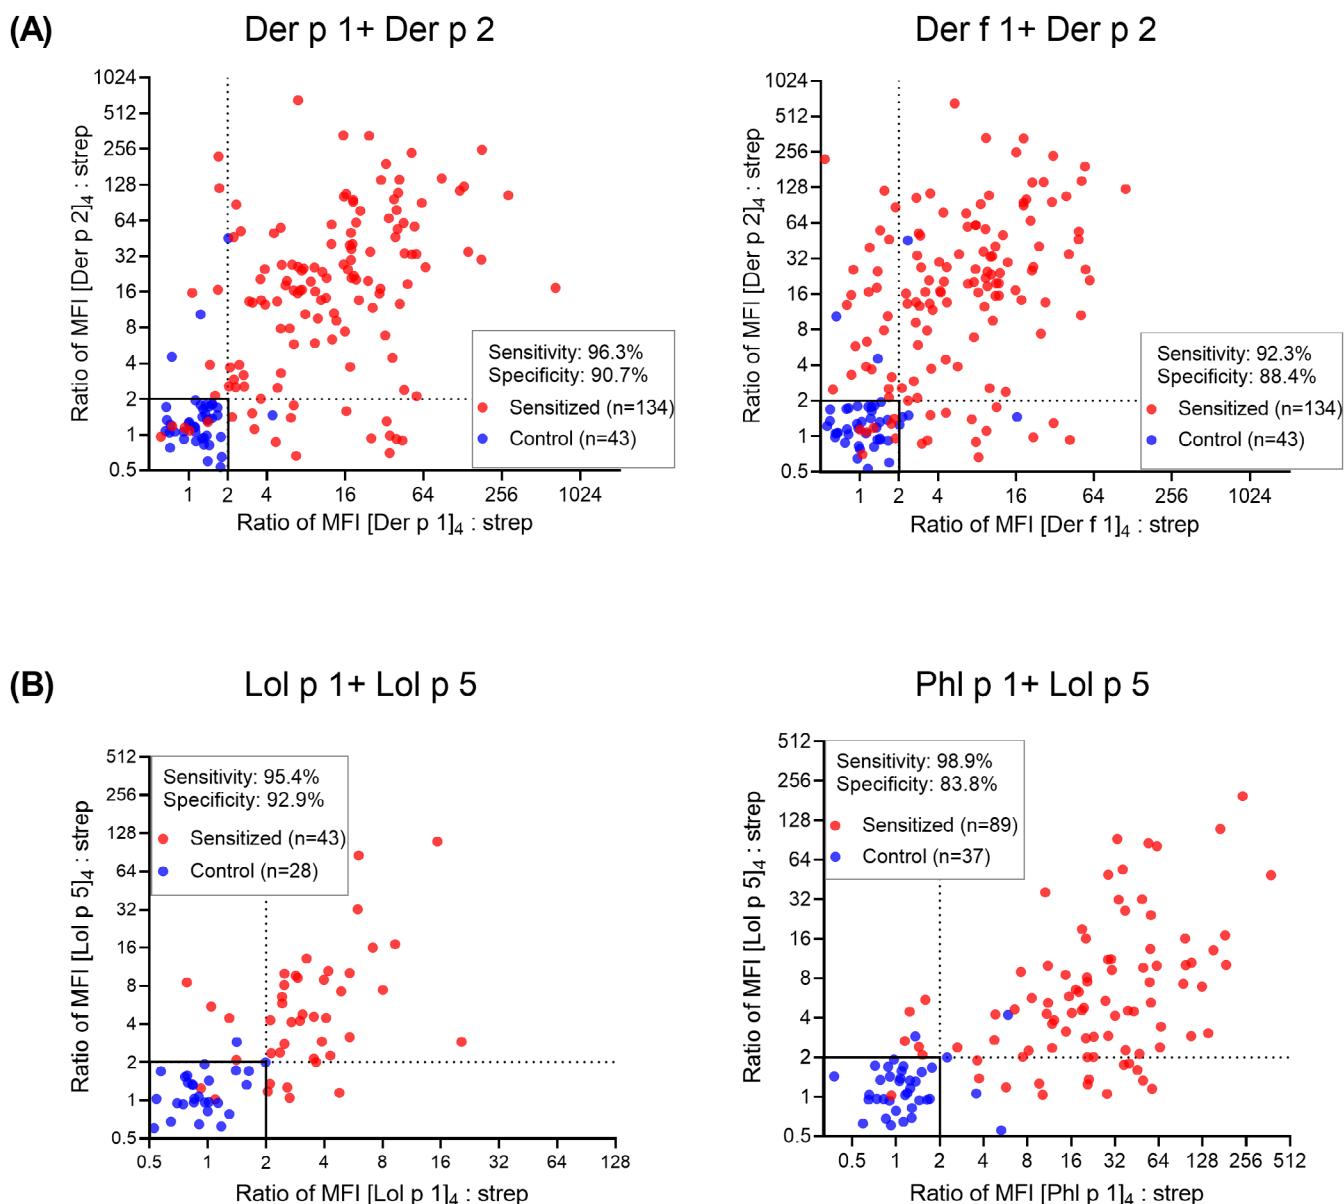 (A)
Der p 1+ Der p 2
Ratio of MFI [Der p 2]₄ : strep
1024
512
256
128
64
32
16
8
4
2
1
0.5
Sensitivity: 96.3%
Specificity: 90.7%
Sensitized (n=134)
Control (n=43)
1 2 4 16 64 256 1024
Ratio of MFI [Der p 1]₄ : strep
Der f 1+ Der p 2
Ratio of MFI [Der p 2]₄ : strep
1024
512
256
128
64
32
16
8
4
2
1
0.5
Sensitivity: 92.3%
Specificity: 88.4%
Sensitized (n=134)
Control (n=43)
1 2 4 16 64 256 1024
Ratio of MFI [Der f 1]₄ : strep
(B)
Lol p 1+ Lol p 5
Ratio of MFI [Lol p 5]₄ : strep
512
256
128
64
32
16
8
4
2
1
0.5
Sensitivity: 95.4%
Specificity: 92.9%
Sensitized (n=43)
Control (n=28)
0.5 1 2 4 8 16 32 64 128
Ratio of MFI [Lol p 1]₄ : strep
Phl p 1+ Lol p 5
Ratio of MFI [Lol p 5]₄ : strep
512
256
128
64
32
16
8
4
2
1
0.5
Sensitivity: 98.9%
Specificity: 83.8%
Sensitized (n=89)
Control (n=37)
0.5 1 2 4 8 16 32 64 128 256 512
Ratio of MFI [Phl p 1]₄ : strep